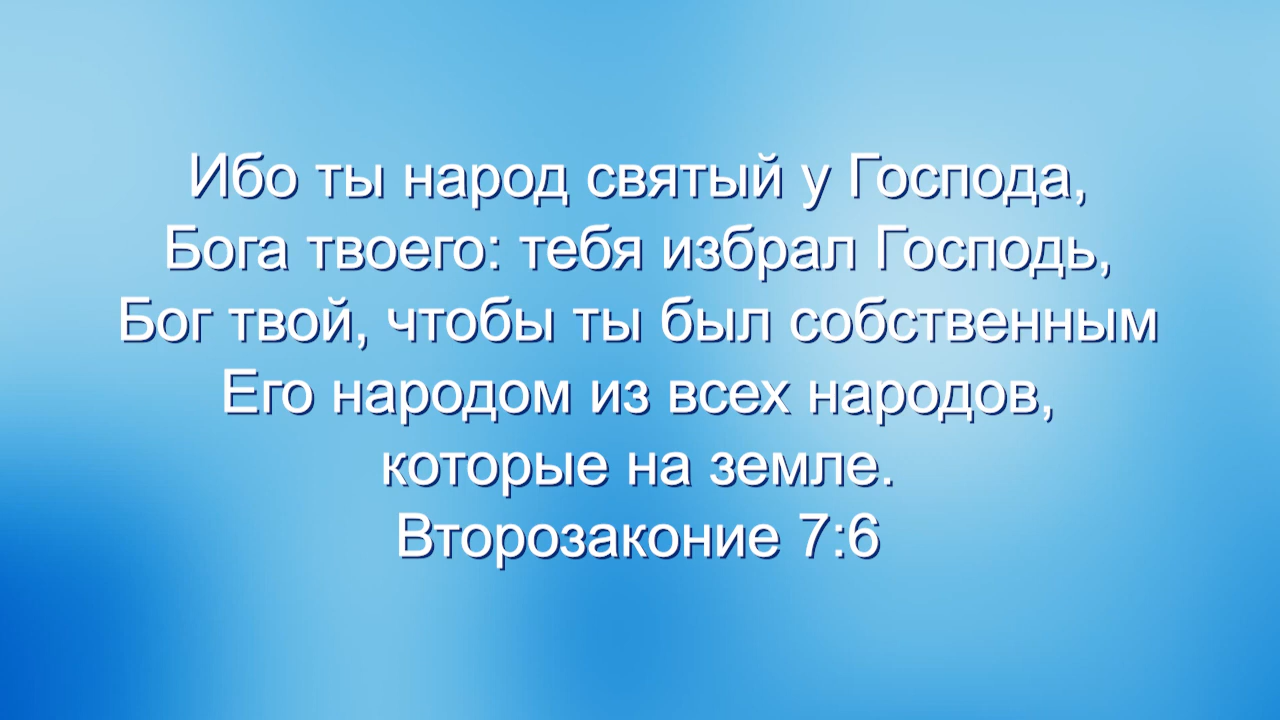 Ибо ты народ святый у Господа,
Бога твоего: тебя избрал Господь,
Бог твой, чтобы ты был собственным
Его народом из всех народов,
которые на земле.
Второзаконие 7:6